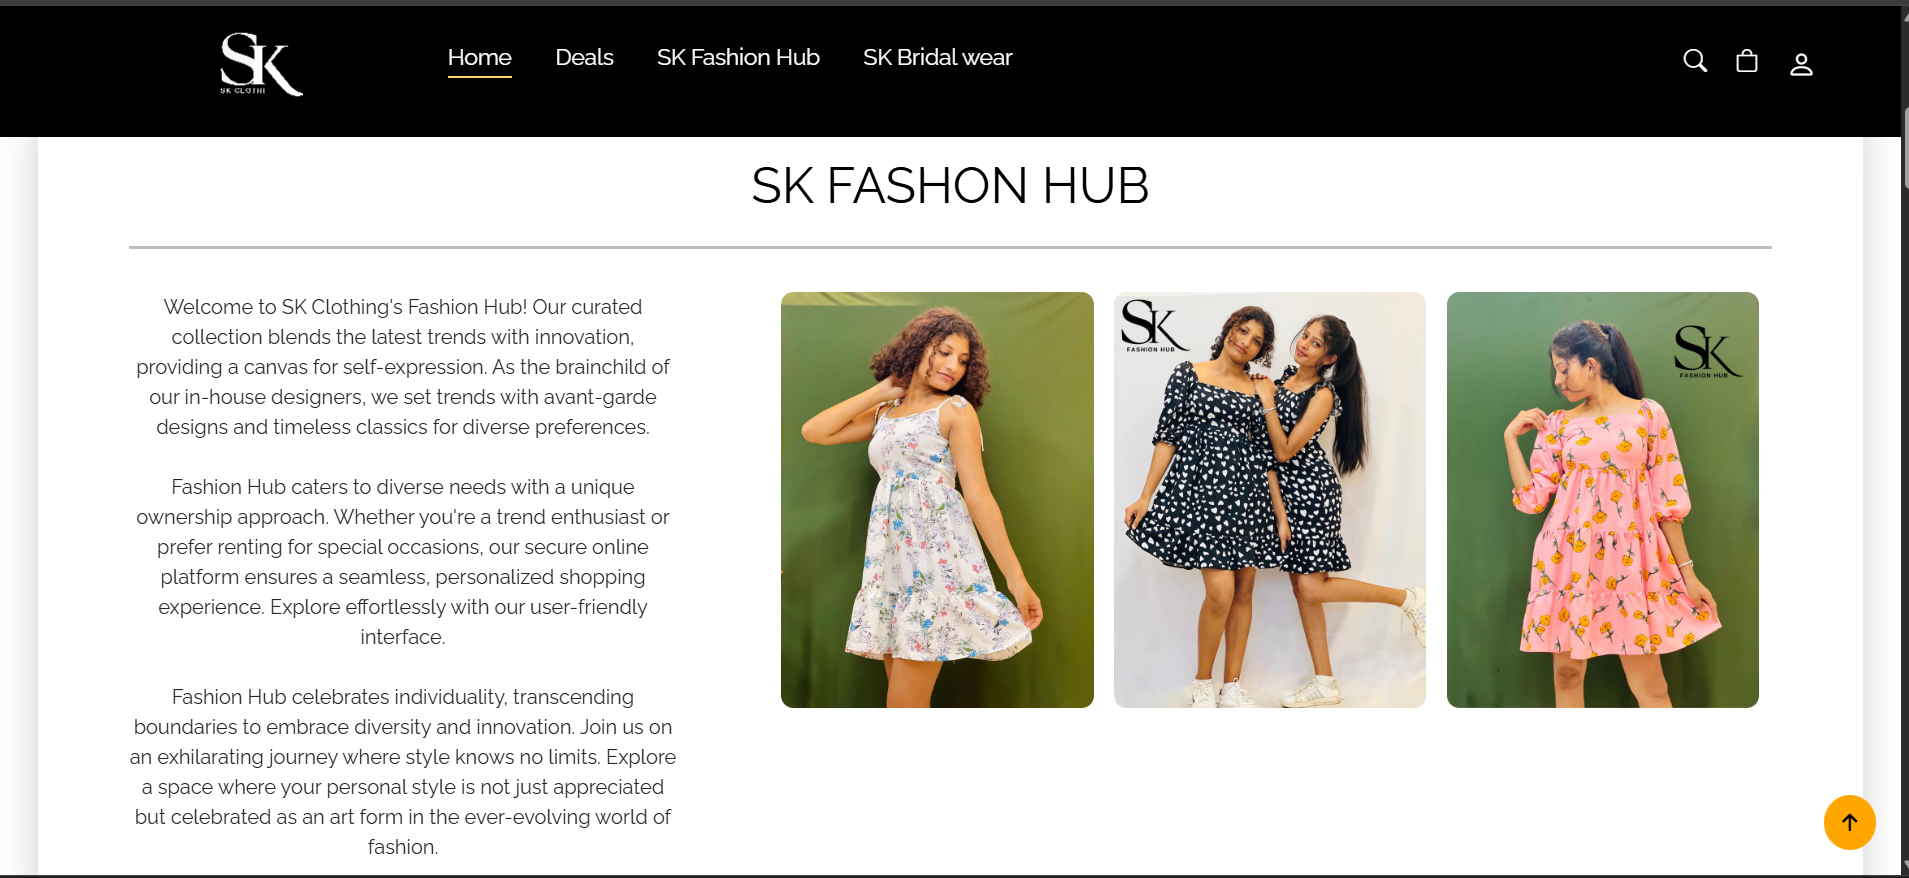 SK
SK CLOTHI
Home
Deals
SK Fashion Hub
SK Bridal wear
SK FASHON HUB
Welcome to SK Clothing's Fashion Hub! Our curated
collection blends the latest trends with innovation,
providing a canvas for self-expression. As the brainchild of
our in-house designers, we set trends with avant-garde
designs and timeless classics for diverse preferences.
Fashion Hub caters to diverse needs with a unique
ownership approach. Whether you're a trend enthusiast or
prefer renting for special occasions, our secure online
platform ensures a seamless, personalized shopping
experience. Explore effortlessly with our user-friendly
interface.
Fashion Hub celebrates individuality, transcending
boundaries to embrace diversity and innovation. Join us on
an exhilarating journey where style knows no limits. Explore
a space where your personal style is not just appreciated
but celebrated as an art form in the ever-evolving world of
fashion.
SK
FASHION HUB
SK
FASHION HUB